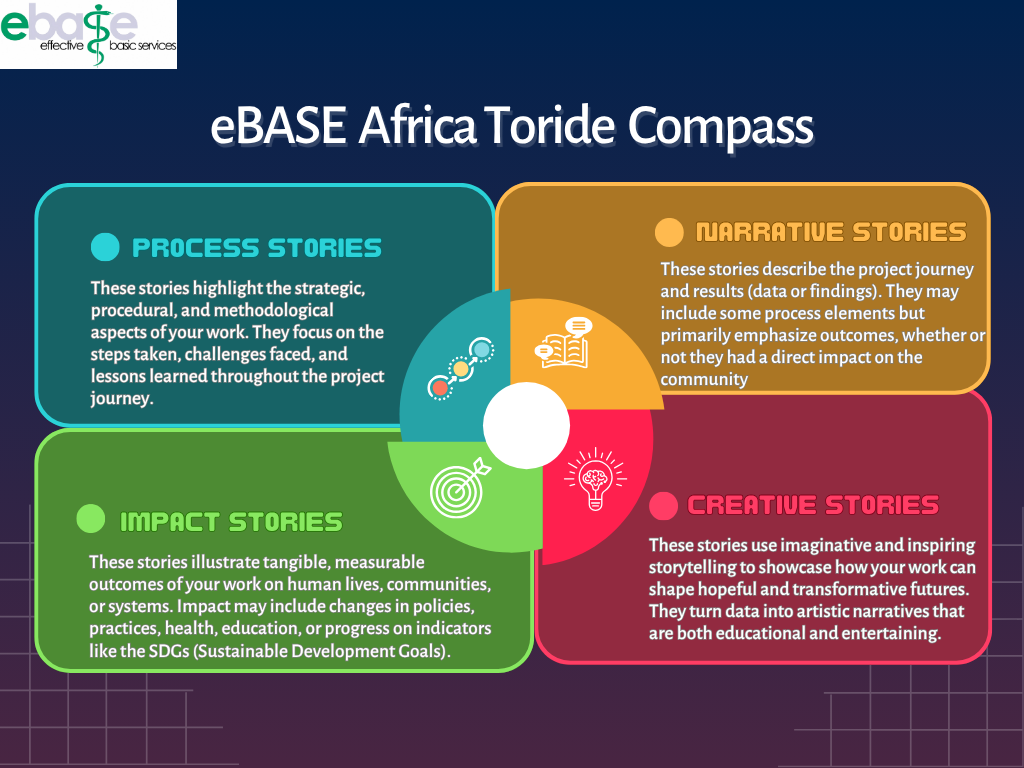 ebase
effective basic services
eBASE Africa Toride Compass
PROCESS STORIES
These stories highlight the strategic,
procedural, and methodological
aspects of your work. They focus on the
steps taken, challenges faced, and
lessons learned throughout the project
journey.
NARRATIVE STORIES
These stories describe the project journey
and results (data or findings). They may
include some process elements but
primarily emphasize outcomes, whether or
not they had a direct impact on the
community
IMPACT STORIES
These stories illustrate tangible, measurable
outcomes of your work on human lives, communities,
or systems. Impact may include changes in policies,
practices, health, education, or progress on indicators
like the SDGs (Sustainable Development Goals).
CREATIVE STORIES
These stories use imaginative and inspiring
storytelling to showcase how your work can
shape hopeful and transformative futures.
They turn data into artistic narratives that
are both educational and entertaining.